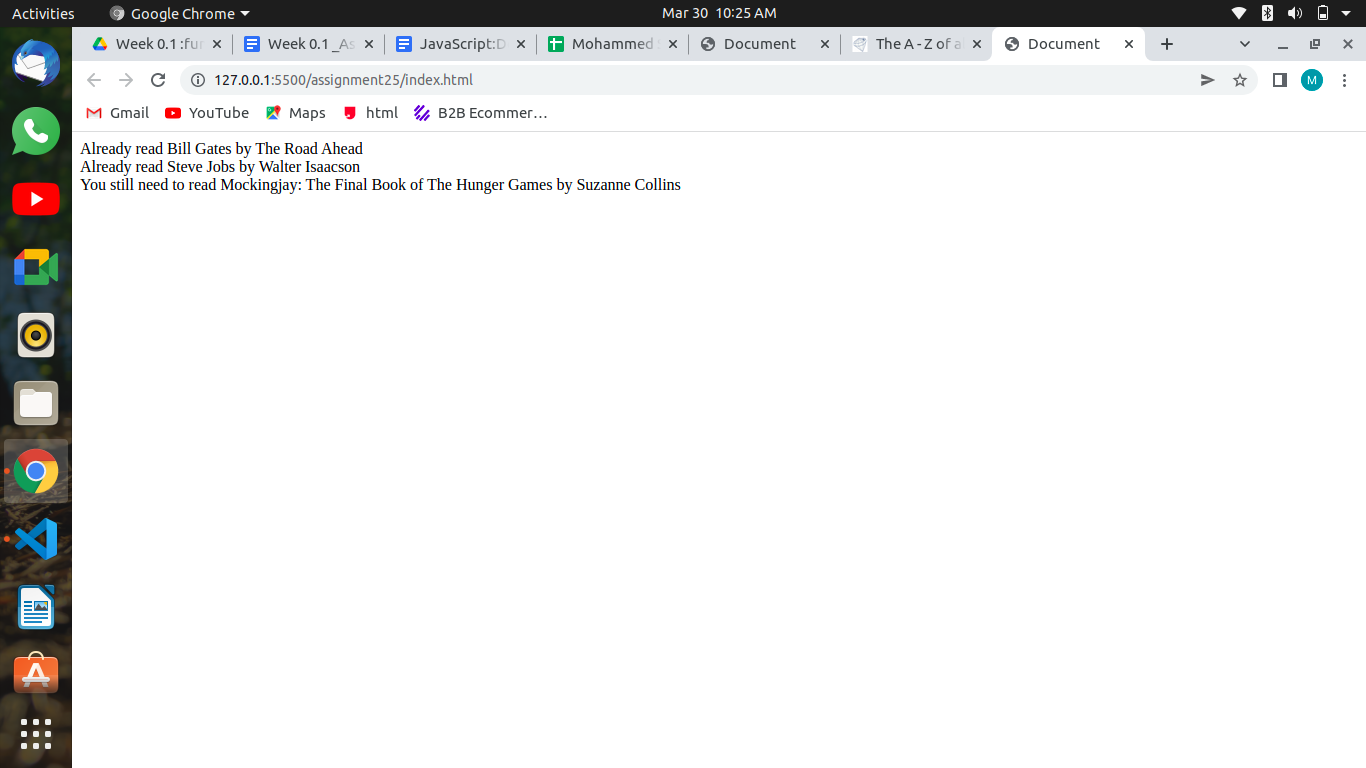 Activities
Google Chrome
Mar 30 10:25 AM
Week 0.1 :fur
Week 0.1 _As
JavaScript:D
Mohammed
Document
The A - Z of a
Document
127.0.0.1:5500/assignment25/index.html
M
Gmail
YouTube
Maps
html
B2B Ecommer…
Already read Bill Gates by The Road Ahead
Already read Steve Jobs by Walter Isaacson
You still need to read Mockingjay: The Final Book of The Hunger Games by Suzanne Collins